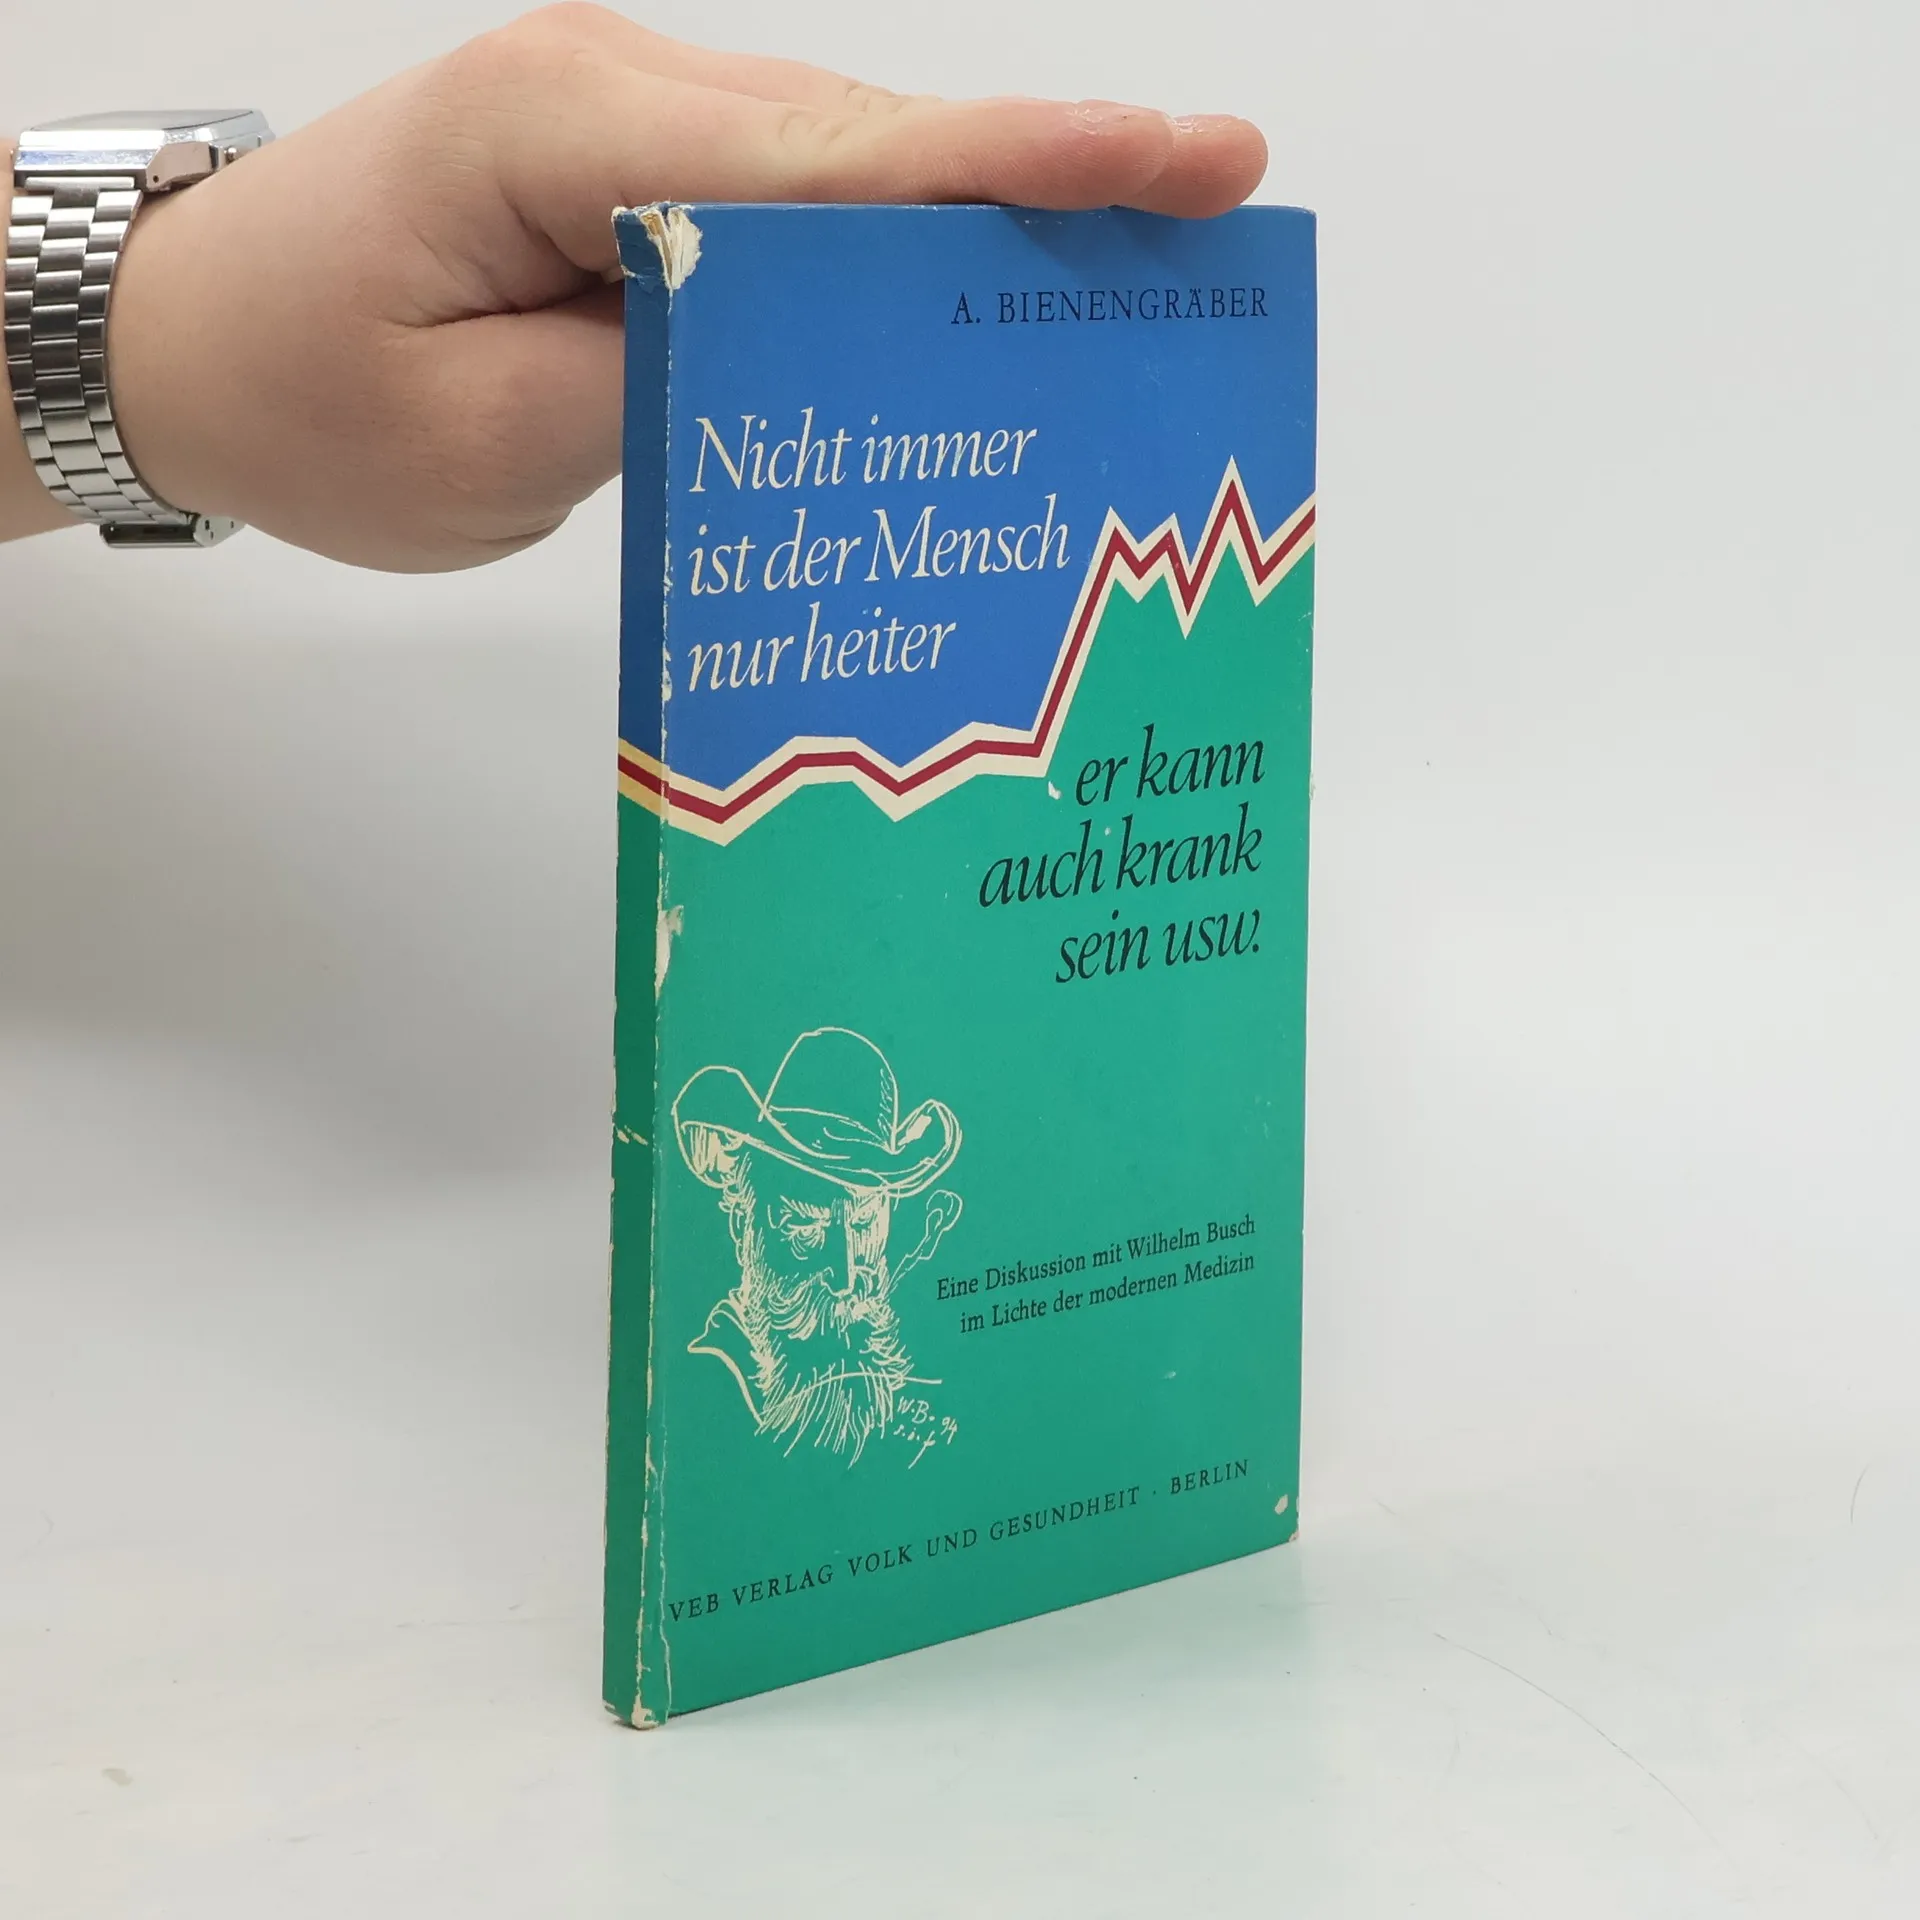 A. BIENENGRÄBER
Nicht immer
ist der Mensch
nur heiter
er kann
auch krank
sein usw.
Eine Diskussion mit Wilhelm Busch
im Lichte der modernen Medizin
W.B.
s.i.f 94
VEB VERLAG VOLK UND GESUNDHEIT · BERLIN